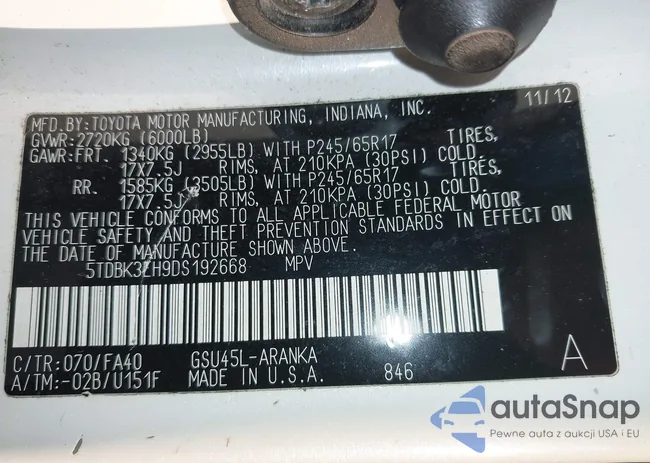 MFD.BY:TOYOTA MOTOR MANUFACTURING, INDIANA, INC. 11/12
GVWR:2720KG (6000LB)
GAWR:FRT. 1340KG (2955LB) WITH P245/65R17 TIRES,
17X7.5J RIMS, AT 210KPA (30PSI) COLD.
RR. 1585KG (3505LB) WITH P245/65R17 TIRES,
17X7.5J RIMS, AT 210KPA (30PSI) COLD.
THIS VEHICLE CONFORMS TO ALL APPLICABLE FEDERAL MOTOR
VEHICLE SAFETY AND THEFT PREVENTION STANDARDS IN EFFECT ON
THE DATE OF MANUFACTURE SHOWN ABOVE.
5TDBK3EH9DS192668 MPV
C/TR:070/FA40 GSU45L-ARANKA A
A/TM:-02B/U151F MADE IN U.S.A. 846
autaSnap
Pewne auta z aukcji USA i EU